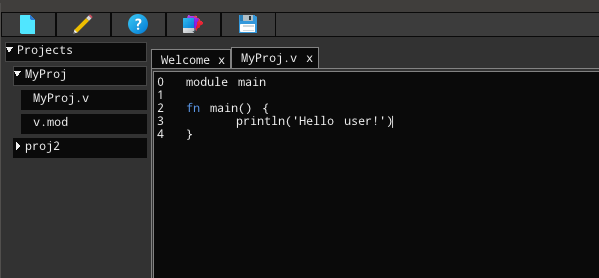 Projects
MyProj
MyProj.v
v.mod
proj2
Welcome x
MyProj.v x
0 module main
1
2 fn main() {
3 println('Hello user!')
4 }